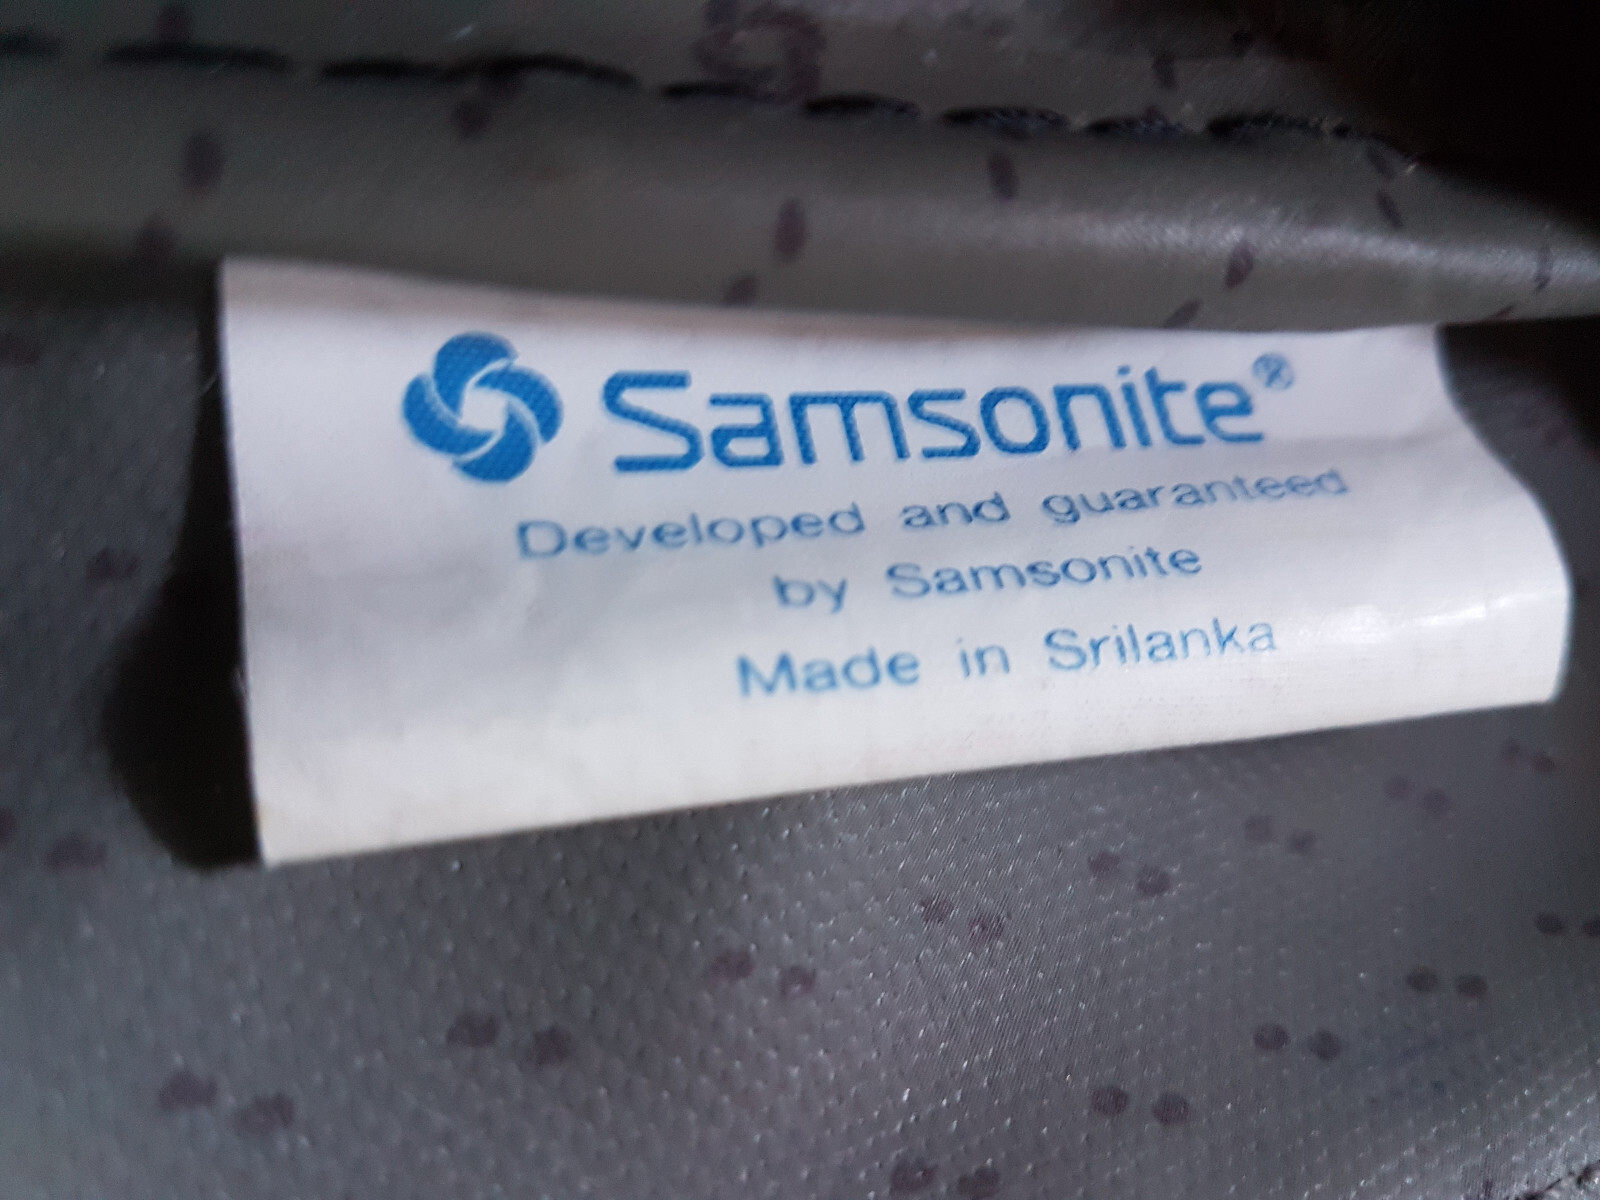 Samsonite®
Developed and guaranteed
by Samsonite
Made in Srilanka